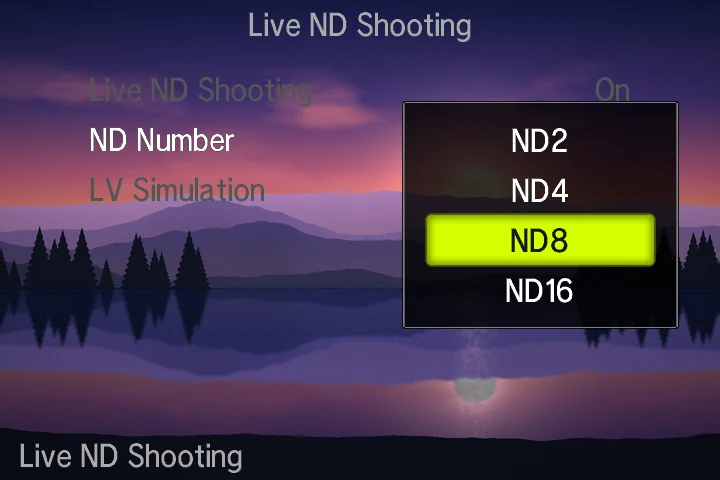 Live ND Shooting
Live ND Shooting On
ND Number
LV Simulation
ND2
ND4
ND8
ND16
Live ND Shooting